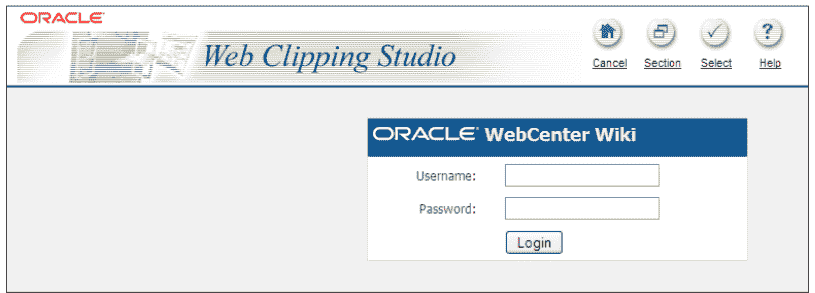 ORACLE
Web Clipping Studio
Cancel Section Select Help
ORACLE WebCenter Wiki
Username:
Password:
Login